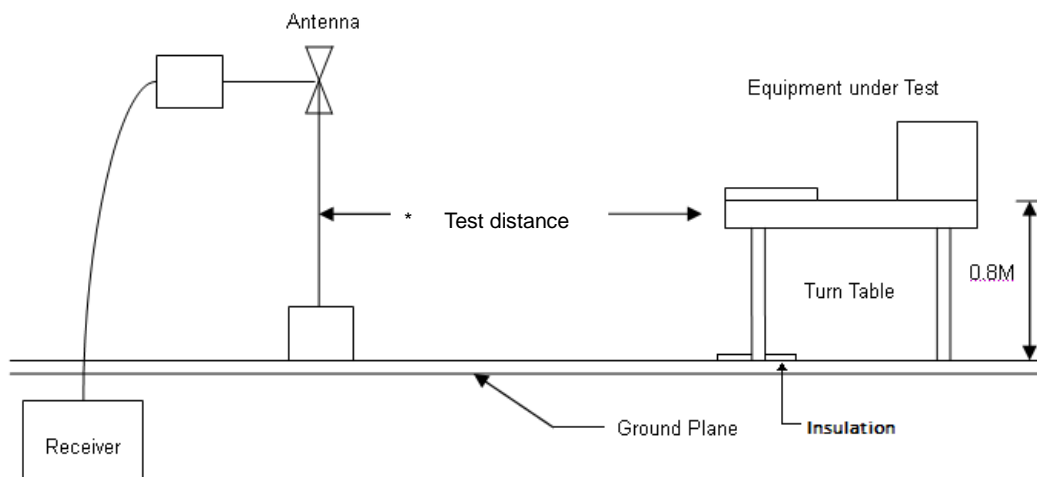 Antenna
Equipment under Test
* Test distance
0.8M
Turn Table
Ground Plane
Insulation
Receiver